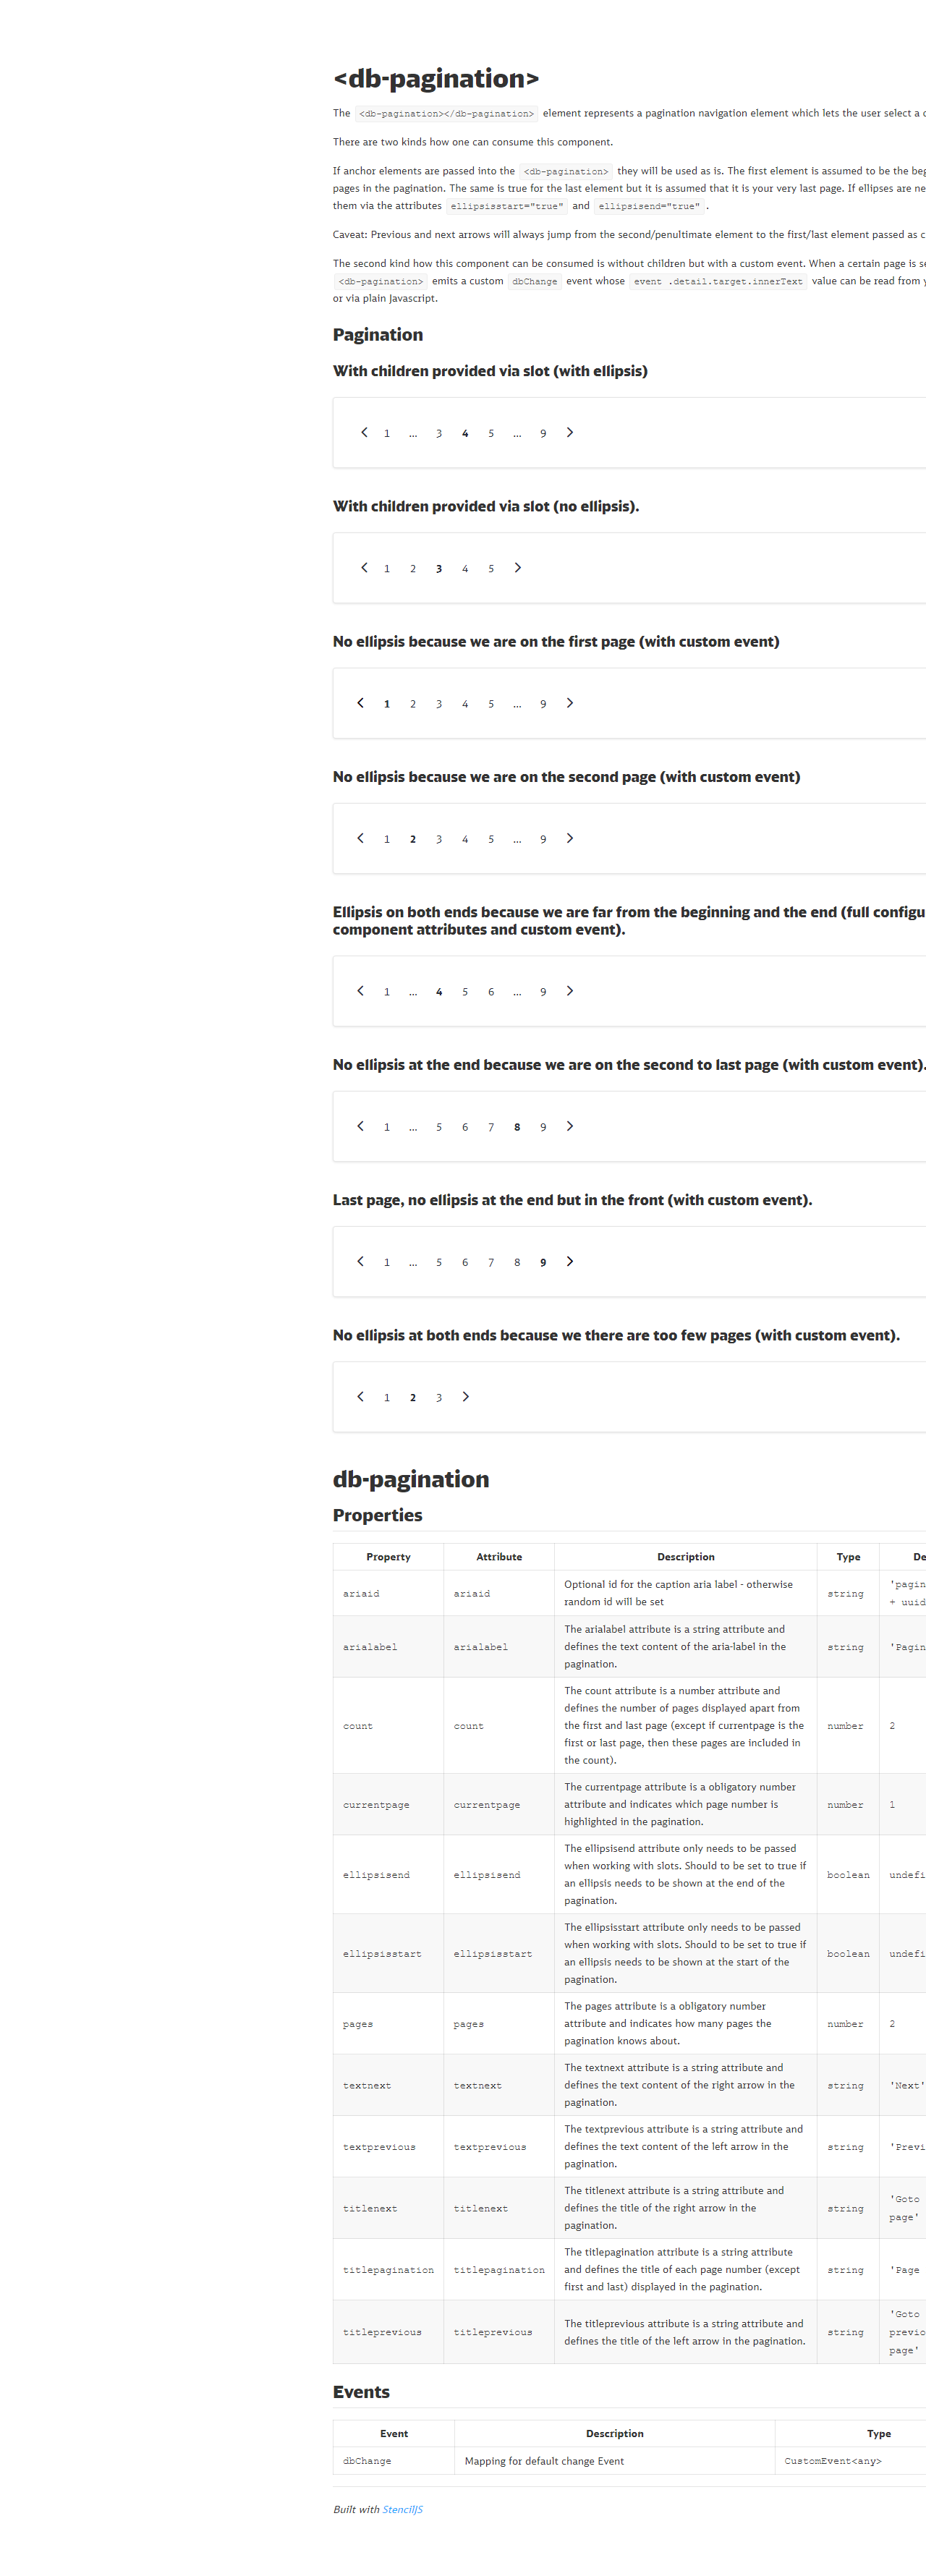 <db-pagination>
The <db-pagination></db-pagination> element represents a pagination navigation element which lets the user select a
There are two kinds how one can consume this component.
If anchor elements are passed into the <db-pagination> they will be used as is. The first element is assumed to be the
pages in the pagination. The same is true for the last element but it is assumed that it is your very last page. If ellipses are
them via the attributes ellipsisstart="true" and ellipsisend="true" .
Caveat: Previous and next arrows will always jump from the second/penultimate element to the first/last element passed as
The second kind how this component can be consumed is without children but with a custom event. When a certain page is
<db-pagination> emits a custom dbChange event whose event .detail.target.innerText value can be read from
or via plain Javascript.
Pagination
With children provided via slot (with ellipsis)
1 ... 3 4 5 ... 9
With children provided via slot (no ellipsis).
1 2 3 4 5
No ellipsis because we are on the first page (with custom event)
1 2 3 4 5 ... 9
No ellipsis because we are on the second page (with custom event)
1 2 3 4 5 ... 9
Ellipsis on both ends because we are far from the beginning and the end (full
component attributes and custom event).
1 ... 4 5 6 ... 9
No ellipsis at the end because we are on the second to last page (with custom event).
1 ... 5 6 7 8 9
Last page, no ellipsis at the end but in the front (with custom event).
1 ... 5 6 7 8 9
No ellipsis at both ends because we there are too few pages (with custom event).
1 2 3
db-pagination
Properties
Property Attribute Description Type De
ariaid ariaid Optional id for the caption aria label - otherwise string 'pagin
random id will be set + uuid
arialabel arialabel The arialabel attribute is a string attribute and string 'Pagin
defines the text content of the aria-label in the
pagination.
count count The count attribute is a number attribute and number 2
defines the number of pages displayed apart from
the first and last page (except if currentpage is the
first or last page, then these pages are included in
the count).
currentpage currentpage The currentpage attribute is a obligatory number number 1
attribute and indicates which page number is
highlighted in the pagination.
ellipsisend ellipsisend The ellipsisend attribute only needs to be passed boolean undefi
when working with slots. Should to be set to true if
an ellipsis needs to be shown at the end of the
pagination.
ellipsisstart ellipsisstart The ellipsisstart attribute only needs to be passed boolean undefi
when working with slots. Should to be set to true if
an ellipsis needs to be shown at the start of the
pagination.
pages pages The pages attribute is a obligatory number number 2
attribute and indicates how many pages the
pagination knows about.
textnext textnext The textnext attribute is a string attribute and string 'Next'
defines the text content of the right arrow in the
pagination.
textprevious textprevious The textprevious attribute is a string attribute and string 'Previ
defines the text content of the left arrow in the
pagination.
titlenext titlenext The titlenext attribute is a string attribute and string 'Goto
defines the title of the right arrow in the page'
pagination.
titlepagination titlepagination The titlepagination attribute is a string attribute string 'Page
and defines the title of each page number (except
first and last) displayed in the pagination.
titleprevious titleprevious The titleprevious attribute is a string attribute and string 'Goto
defines the title of the left arrow in the pagination. previo
page'
Events
Event Description Type
dbChange Mapping for default change Event CustomEvent<any>
Built with StencilJS